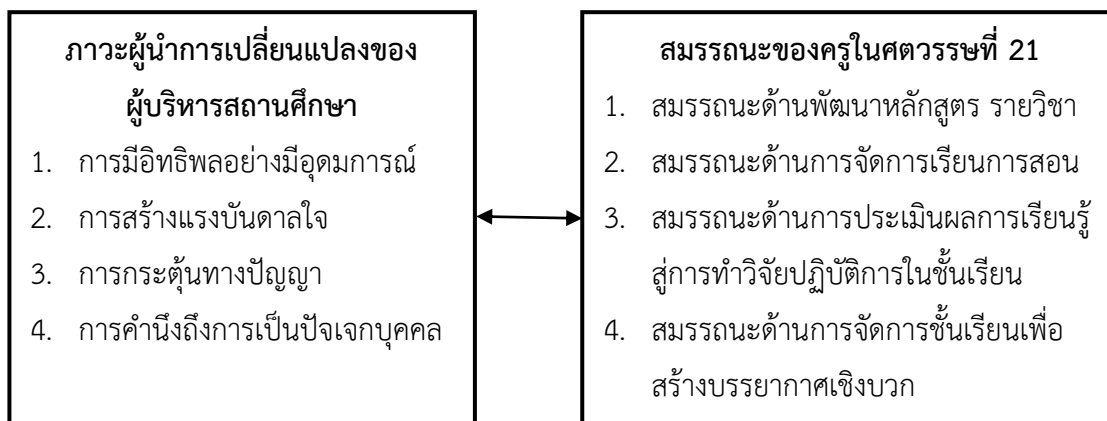 ภาวะผู้นำการเปลี่ยนแปลงของ
ผู้บริหารสถานศึกษา
1. การมีอิทธิพลอย่างมีอุดมการณ์
2. การสร้างแรงบันดาลใจ
3. การกระตุ้นทางปัญญา
4. การคำนึงถึงการเป็นปัจเจกบุคคล
สมรรถนะของครูในศตวรรษที่ 21
1. สมรรถนะด้านพัฒนาหลักสูตร รายวิชา
2. สมรรถนะด้านการจัดการเรียนการสอน
3. สมรรถนะด้านการประเมินผลการเรียนรู้
สู่การทำวิจัยปฏิบัติการในชั้นเรียน
4. สมรรถนะด้านการจัดการชั้นเรียนเพื่อ
สร้างบรรยากาศเชิงบวก